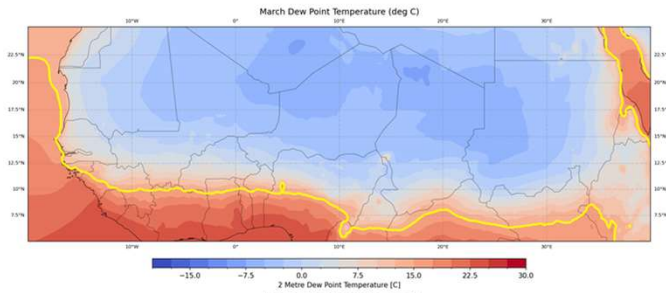 March Dew Point Temperature (deg C)
10°W 0° 10°E 20°E 30°E
22.5°N 22.5°N
20°N 20°N
17.5°N 17.5°N
15°N 15°N
12.5°N 12.5°N
10°N 10°N
7.5°N 7.5°N
10°W 0° 10°E 20°E 30°E
−15.0 −7.5 0.0 7.5 15.0 22.5 30.0
2 Metre Dew Point Temperature [C]